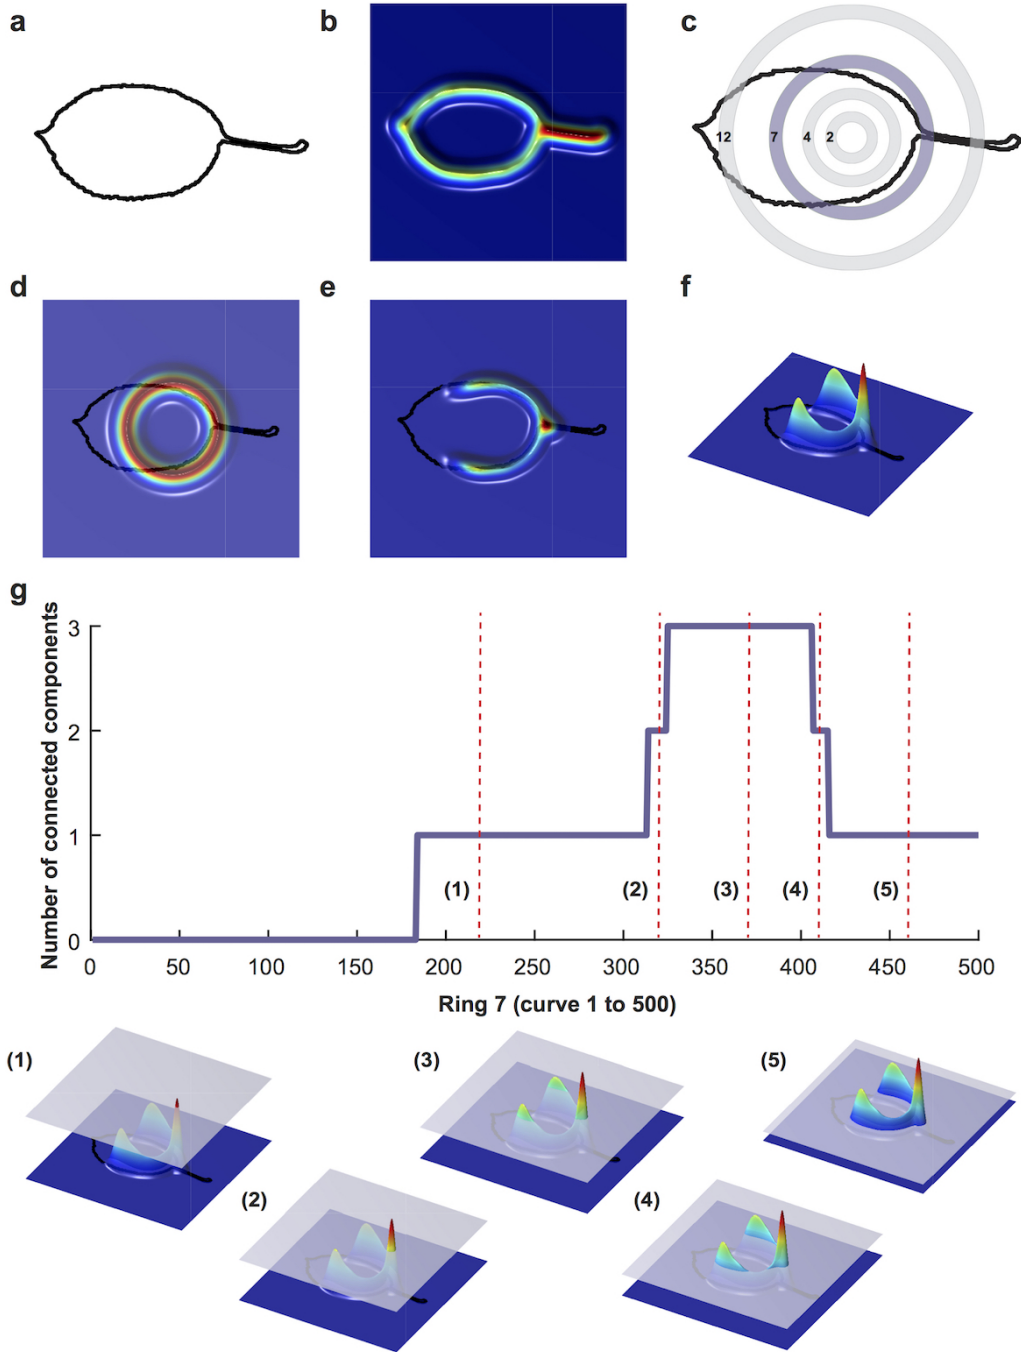 a
b
c
12 7 4 2
d
e
f
g
Number of connected components
3
2
1
0
(1) (2) (3) (4) (5)
0 50 100 150 200 250 300 350 400 450 500
Ring 7 (curve 1 to 500)
(1)
(3)
(5)
(2)
(4)